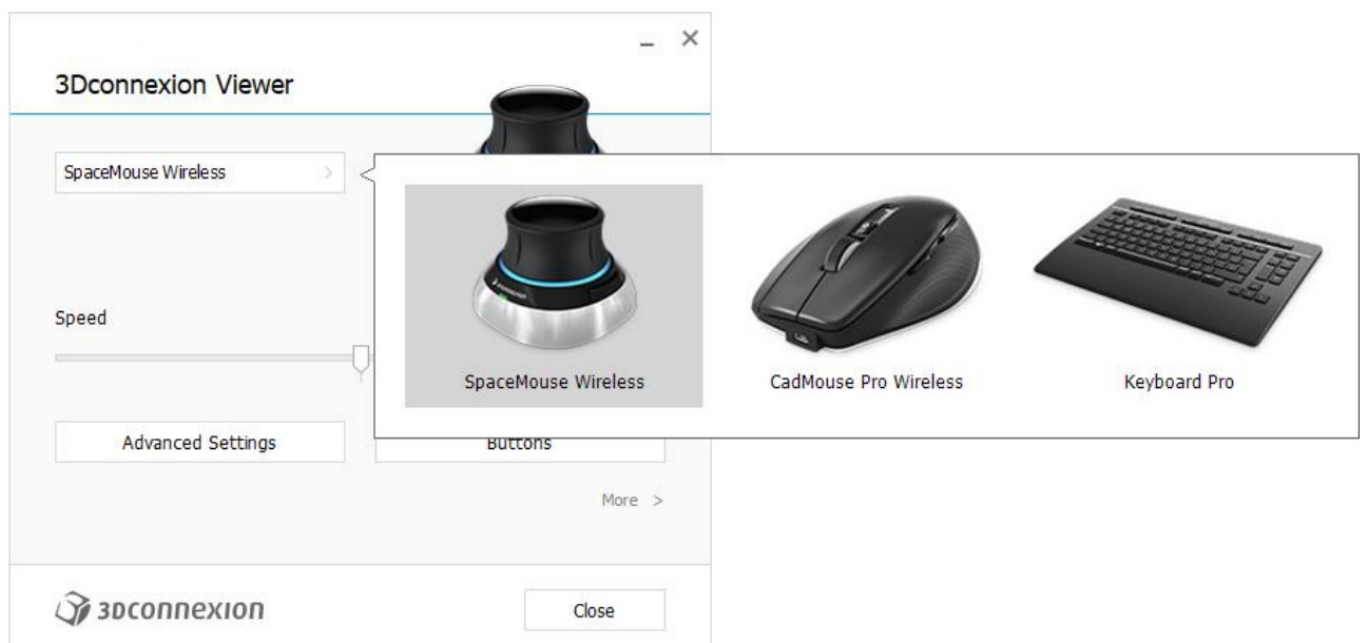 3Dconnexion Viewer
SpaceMouse Wireless
SpaceMouse Wireless
CadMouse Pro Wireless
Keyboard Pro
Speed
Advanced Settings
Buttons
More >
3Dconnexion
Close